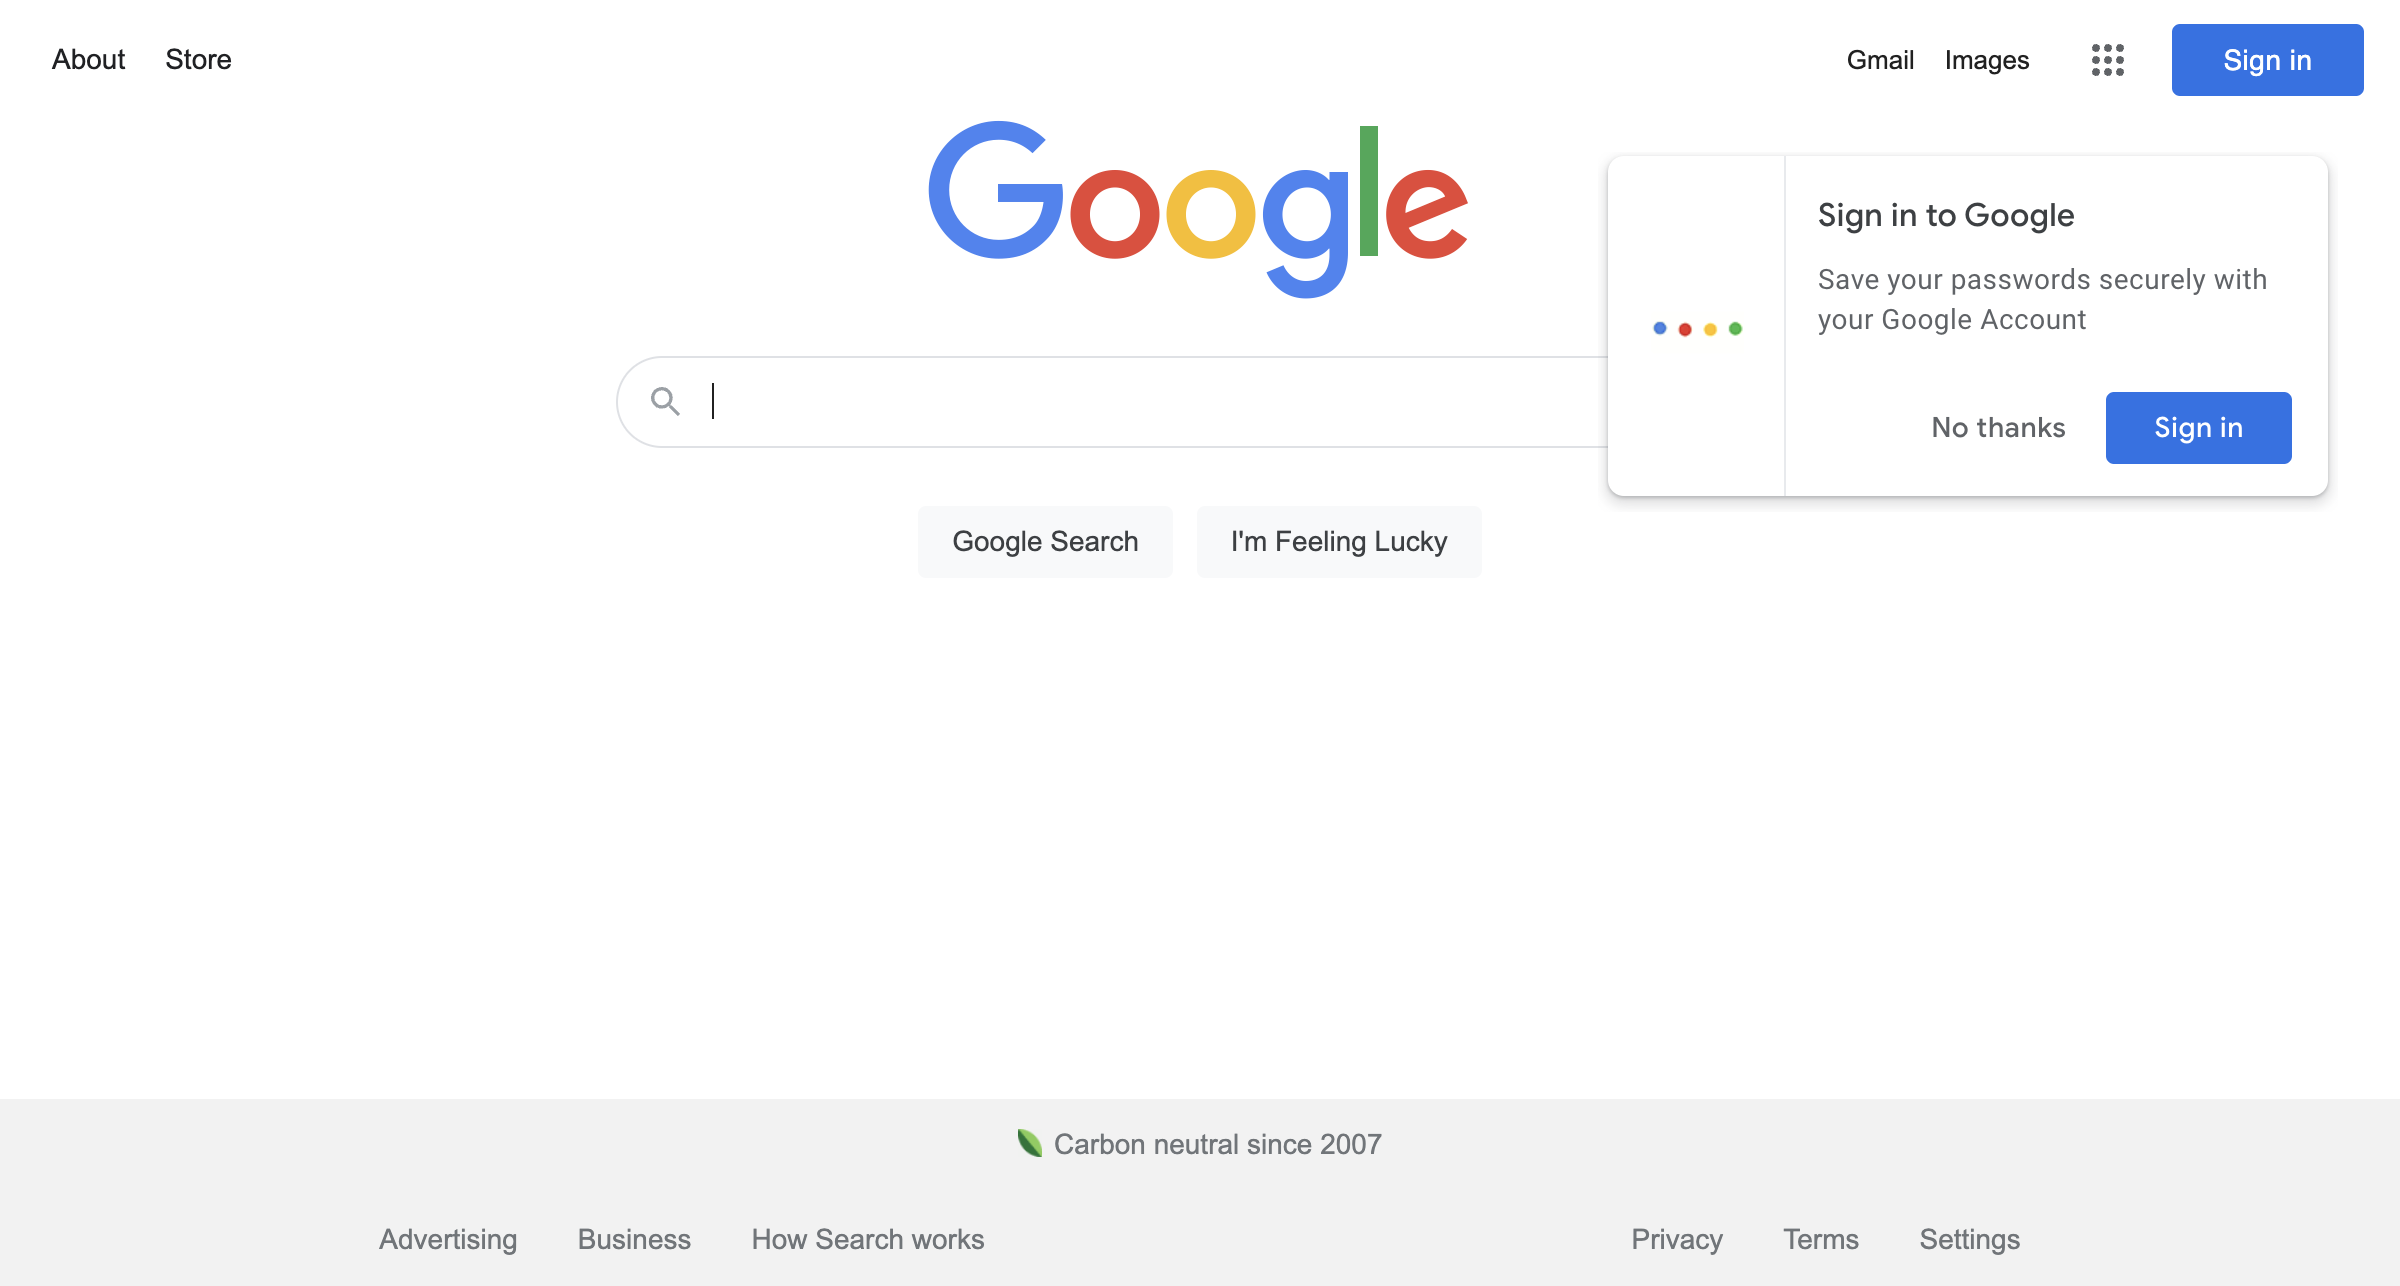 About Store Gmail Images Sign in
Google
Sign in to Google
Save your passwords securely with
your Google Account
No thanks Sign in
Google Search I'm Feeling Lucky
Carbon neutral since 2007
Advertising Business How Search works Privacy Terms Settings